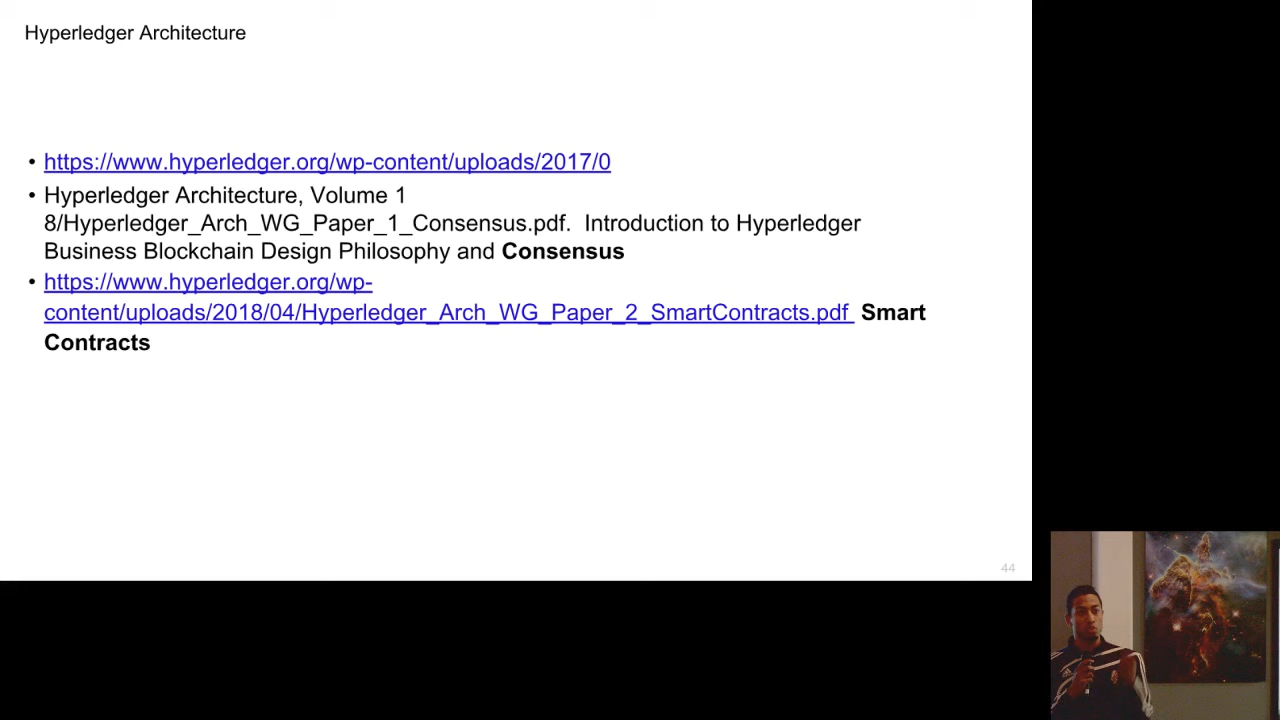 Hyperledger Architecture
• https://www.hyperledger.org/wp-content/uploads/2017/0
• Hyperledger Architecture, Volume 1
8/Hyperledger_Arch_WG_Paper_1_Consensus.pdf.  Introduction to Hyperledger
Business Blockchain Design Philosophy and Consensus
• https://www.hyperledger.org/wp-
content/uploads/2018/04/Hyperledger_Arch_WG_Paper_2_SmartContracts.pdf  Smart
Contracts
44